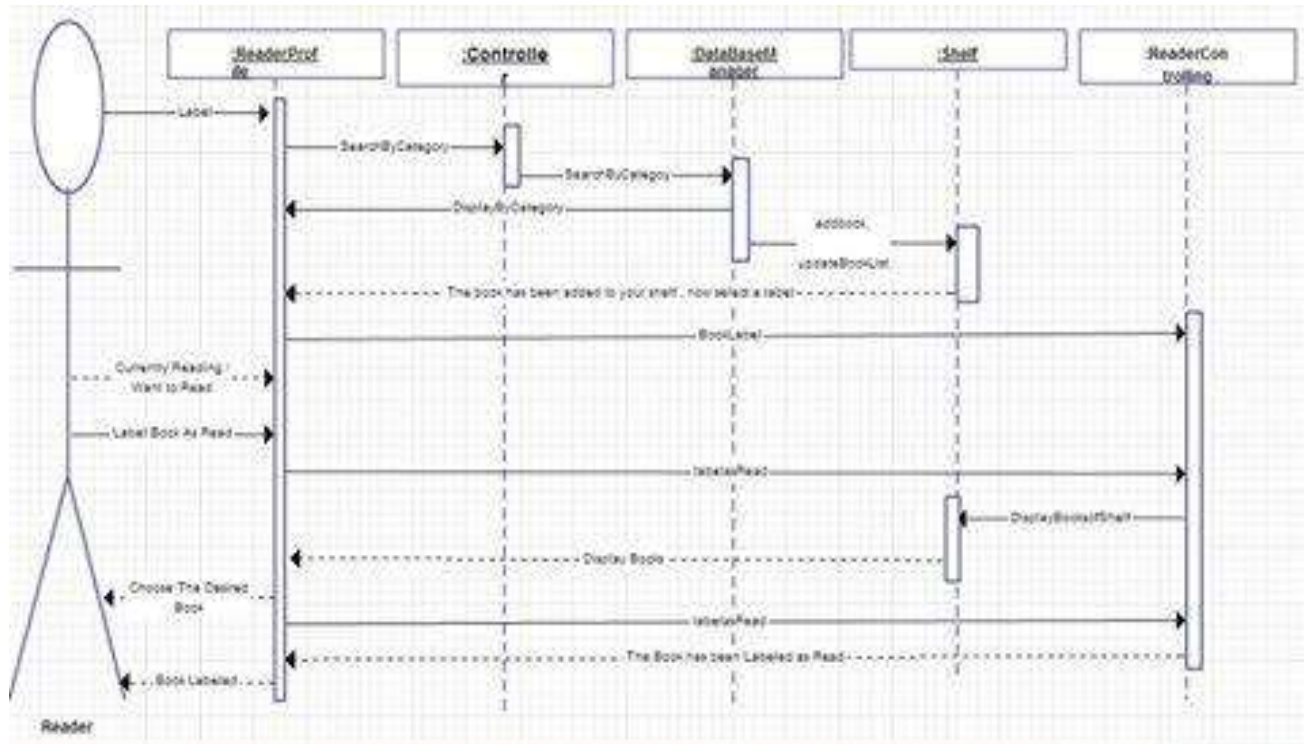 :ReaderProf
ile
:Controlle
r
:DataBaseM
anager
:Shelf
:ReaderCon
trolling
Label
SearchByCategory
SearchByCategoy
DisplayByCategory
addbook,
updateBookList
The book has been added to your shelf , now select a label
BookLabel
Currently Reading /
Want to Read
Label Book As Read
labelasRead
DisplayBooksofShelf
Display Books
Choose The Desired
Book
labelasRead
The Book has been Labeled as Read
Book Labeled
Reader